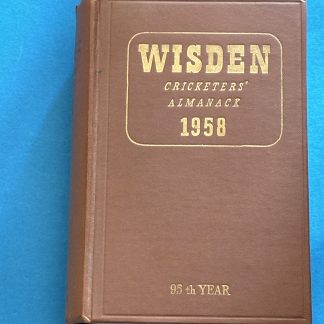 WISDEN
CRICKETERS'
ALMANACK
1958
95 th YEAR